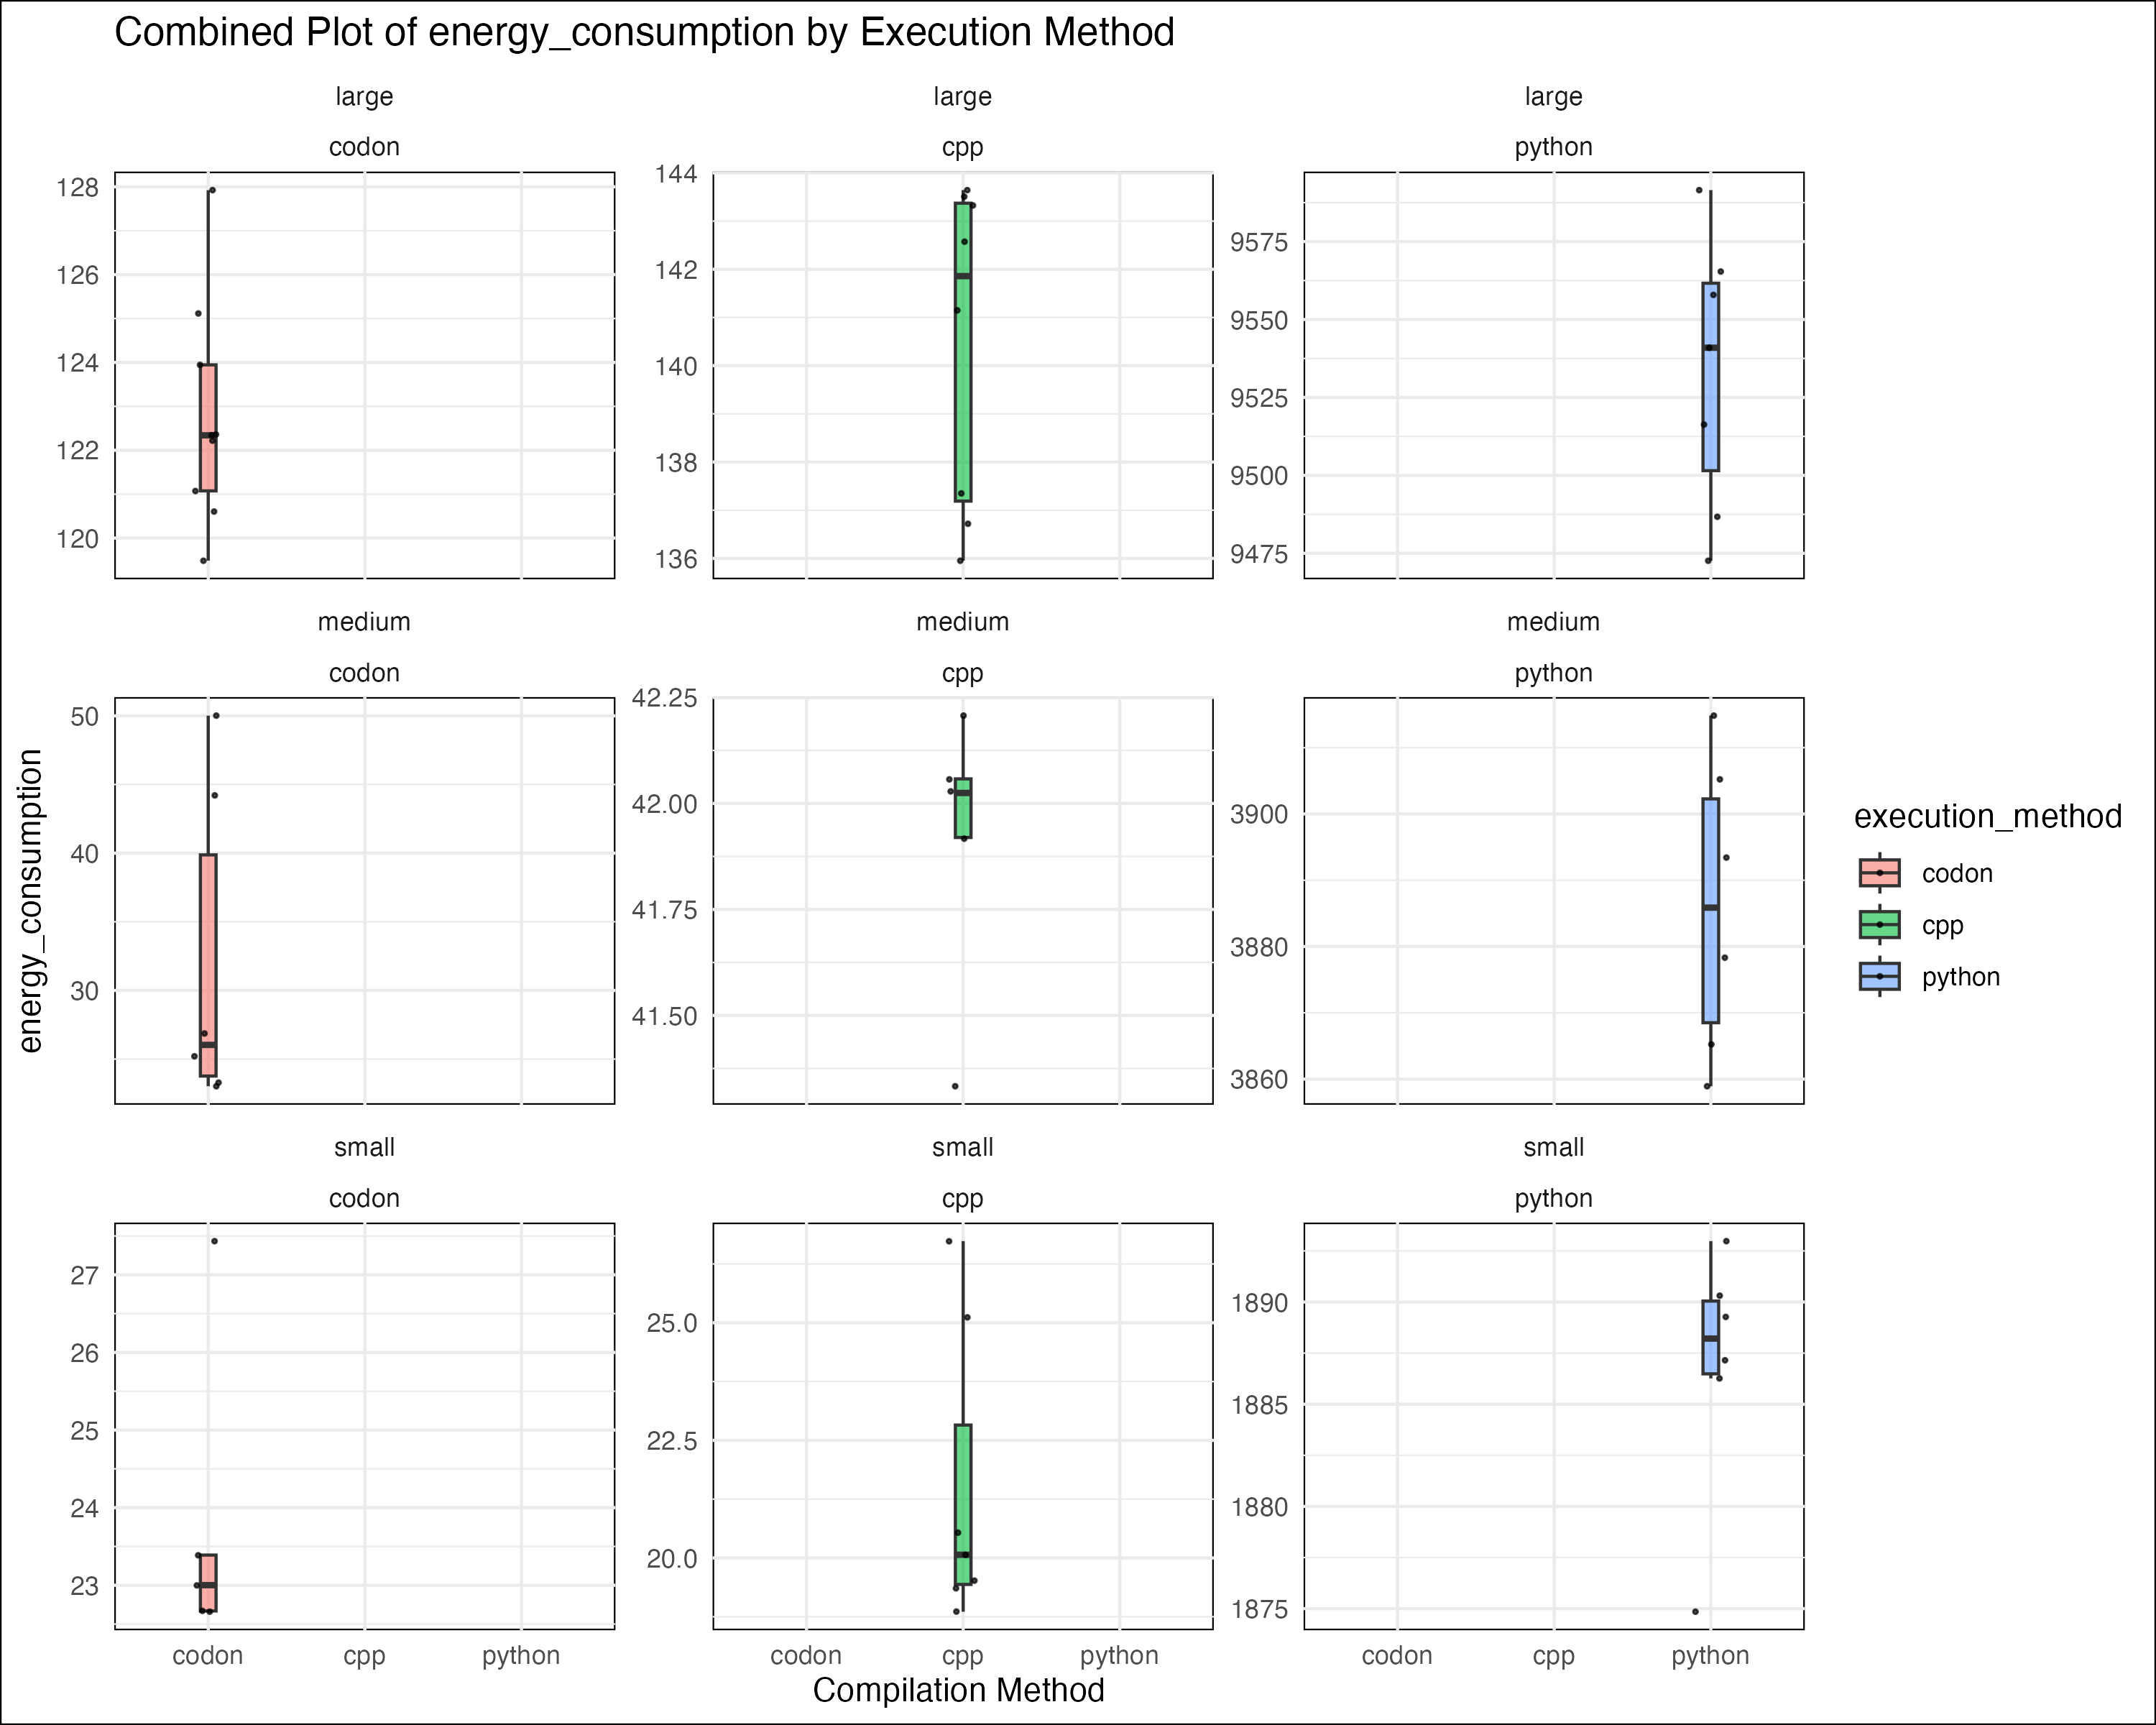 Combined Plot of energy_consumption by Execution Method
large large large
codon cpp python
128
126
124
122
120
144
142
140
138
136
9575
9550
9525
9500
9475
medium medium medium
codon cpp python
50
40
30
42.25
42.00
41.75
41.50
3900
3880
3860
small small small
codon cpp python
27
26
25
24
23
25.0
22.5
20.0
1890
1885
1880
1875
codon cpp python codon cpp python codon cpp python
Compilation Method
energy_consumption
execution_method
codon
cpp
python